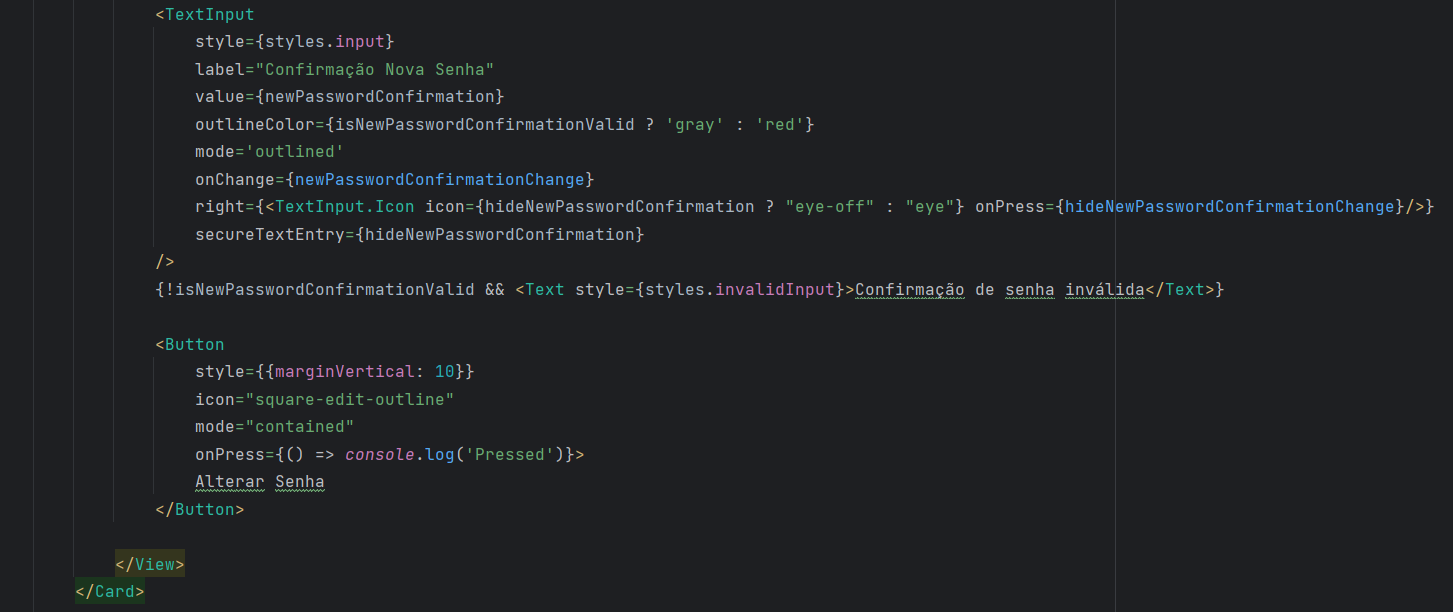 <TextInput
style={styles.input}
label="Confirmação Nova Senha"
value={newPasswordConfirmation}
outlineColor={isNewPasswordConfirmationValid ? 'gray' : 'red'}
mode='outlined'
onChange={newPasswordConfirmationChange}
right={<TextInput.Icon icon={hideNewPasswordConfirmation ? "eye-off" : "eye"} onPress={hideNewPasswordConfirmationChange}/>}
secureTextEntry={hideNewPasswordConfirmation}
/>
{!isNewPasswordConfirmationValid && <Text style={styles.invalidInput}>Confirmação de senha inválida</Text>}
<Button
style={{marginVertical: 10}}
icon="square-edit-outline"
mode="contained"
onPress={() => console.log('Pressed')}>
Alterar Senha
</Button>
</View>
</Card>